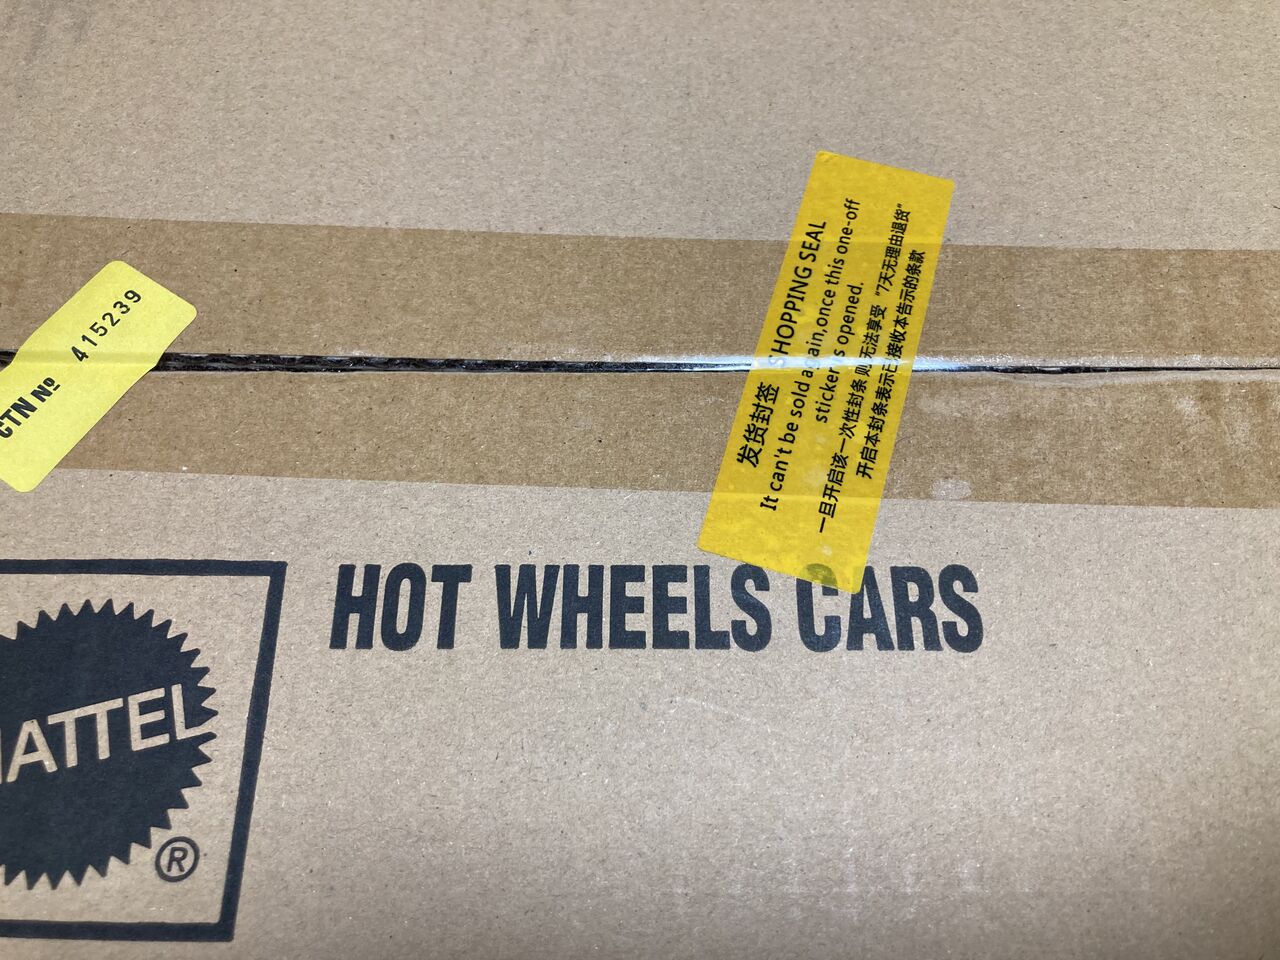 CTN Nº 415239
发货封签 SHOPPING SEAL
It can't be sold again,once this one-off
sticker is opened.
一旦开启该一次性封条 则 无法享受 “7天无理由退货”
开启本封条表示已接收本告示的条款
HOT WHEELS CARS
MATTEL
®